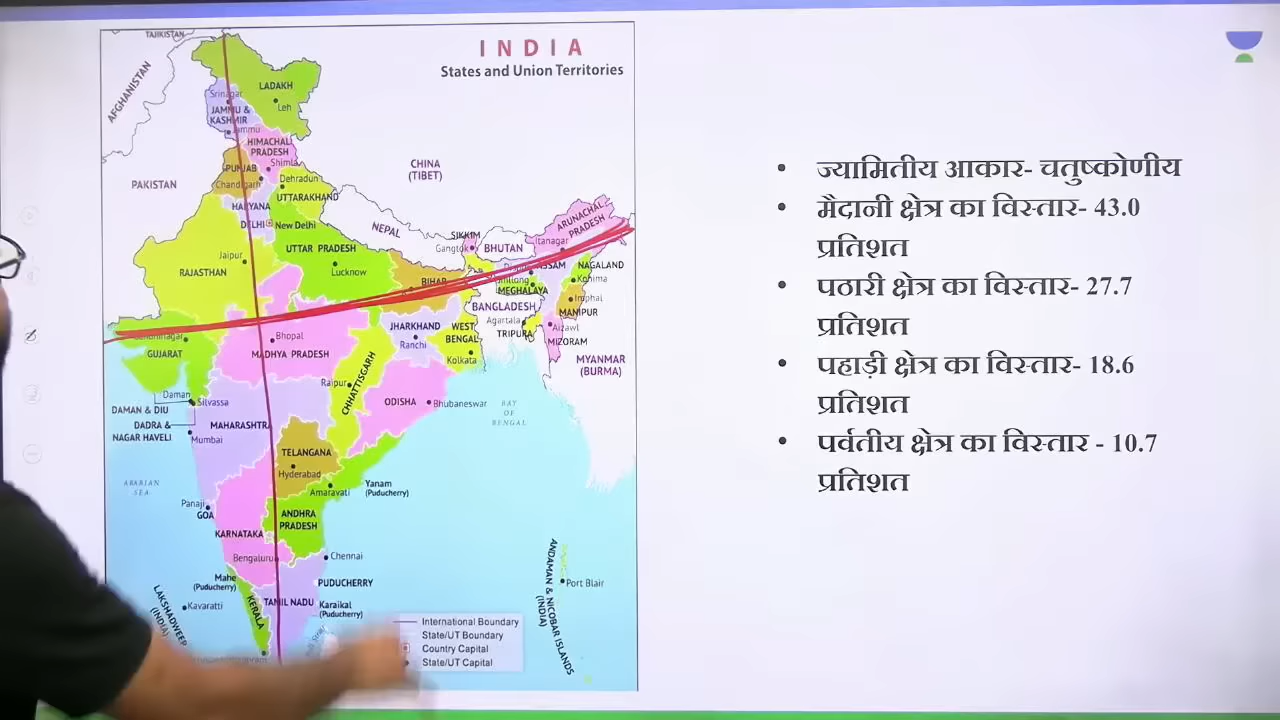 TAJIKISTAN
INDIA
States and Union Territories
AFGHANISTAN
LADAKH
Leh
Srinagar
JAMMU &
KASHMIR
Jammu
HIMACHAL
PRADESH
Shimla
CHINA
(TIBET)
PAKISTAN
PUNJAB
Chandigarh
Dehradun
UTTARAKHAND
HARYANA
DELHI
New Delhi
NEPAL
SIKKIM
Gangtok
BHUTAN
ARUNACHAL
PRADESH
Itanagar
Jaipur
RAJASTHAN
UTTAR PRADESH
Lucknow
BIHAR
ASSAM
NAGALAND
Kohima
MEGHALAYA
Imphal
MANIPUR
BANGLADESH
Agartala
TRIPURA
Aizawl
MIZORAM
MYANMAR
(BURMA)
Gandhinagar
GUJARAT
Bhopal
MADHYA PRADESH
JHARKHAND
Ranchi
WEST
BENGAL
Kolkata
Raipur
CHHATTISGARH
ODISHA
Bhubaneswar
BAY
OF
BENGAL
Daman
Silvassa
DAMAN & DIU
DADRA &
NAGAR HAVELI
Mumbai
MAHARASHTRA
TELANGANA
Hyderabad
Amaravati
Yanam
(Puducherry)
ARABIAN
SEA
Panaji
GOA
ANDHRA
PRADESH
KARNATAKA
Bengaluru
Chennai
Mahe
(Puducherry)
PUDUCHERRY
Karaikal
(Puducherry)
TAMIL NADU
KERALA
LAKSHADWEEP
(INDIA)
Kavaratti
ANDAMAN & NICOBAR ISLANDS
(INDIA)
Port Blair
International Boundary
State/UT Boundary
Country Capital
State/UT Capital
• ज्यामितीय आकार- चतुष्कोणीय
• मैदानी क्षेत्र का विस्तार- 43.0
प्रतिशत
• पठारी क्षेत्र का विस्तार- 27.7
प्रतिशत
• पहाड़ी क्षेत्र का विस्तार- 18.6
प्रतिशत
• पर्वतीय क्षेत्र का विस्तार - 10.7
प्रतिशत